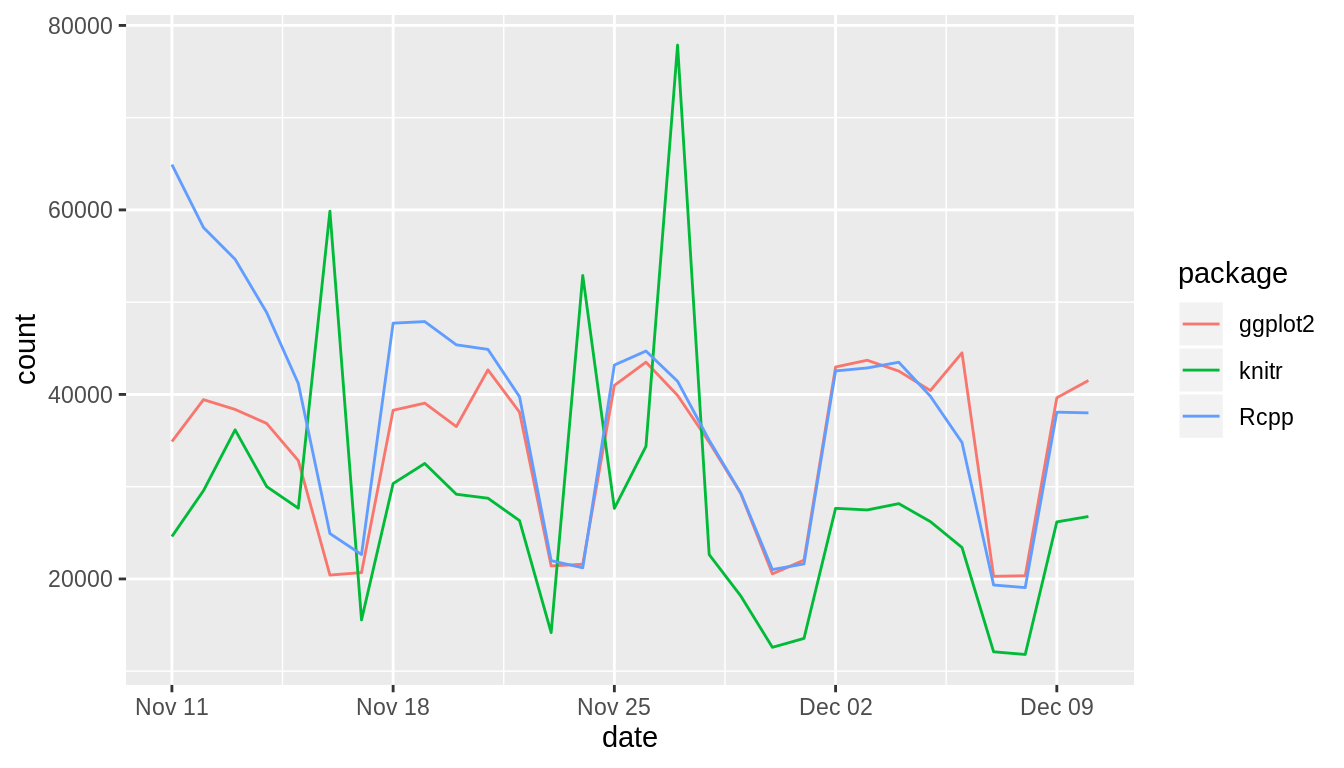 80000
60000
40000
20000
count
Nov 11
Nov 18
Nov 25
Dec 02
Dec 09
date
package
ggplot2
knitr
Rcpp